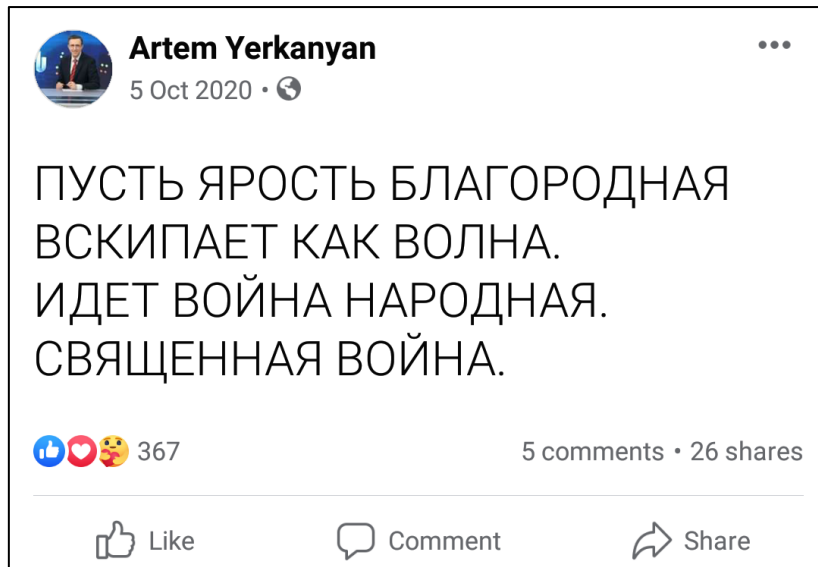 Artem Yerkanyan
5 Oct 2020 •
ПУСТЬ ЯРОСТЬ БЛАГОРОДНАЯ
ВСКИПАЕТ КАК ВОЛНА.
ИДЕТ ВОЙНА НАРОДНАЯ.
СВЯЩЕННАЯ ВОЙНА.
367 5 comments • 26 shares
Like Comment Share